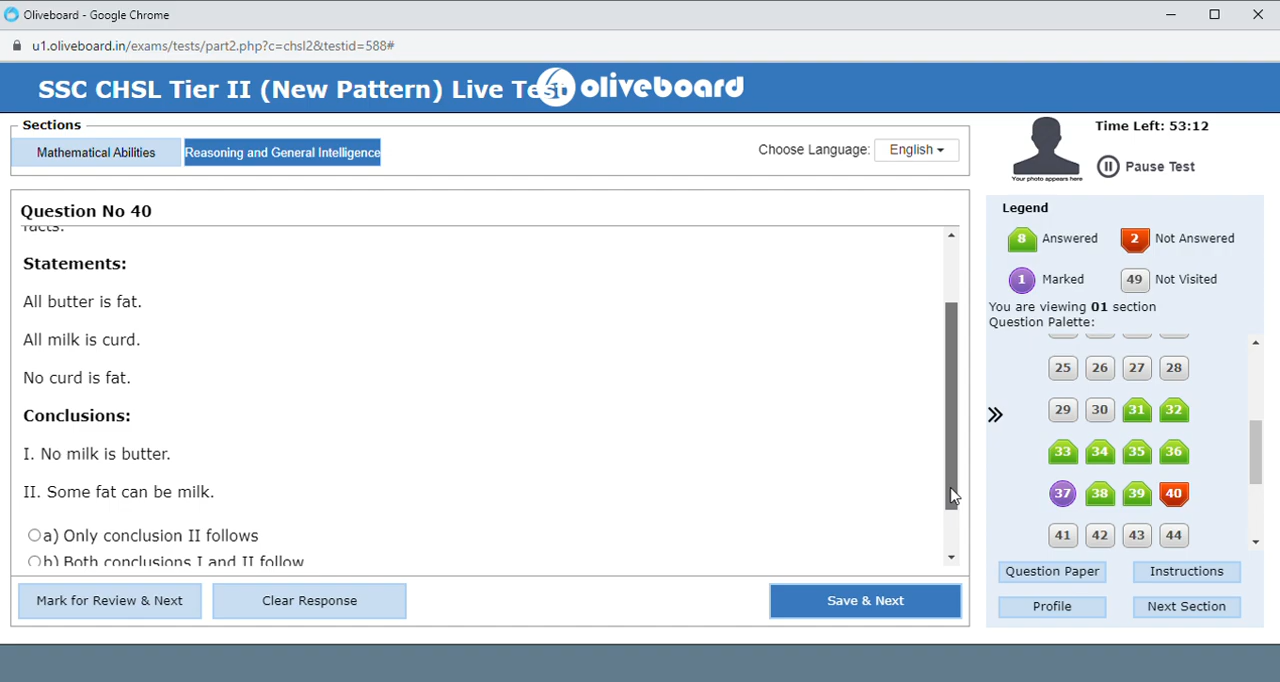 Oliveboard - Google Chrome
u1.oliveboard.in/exams/tests/part2.php?c=chsl2&testid=588#
SSC CHSL Tier II (New Pattern) Live Test
oliveboard
Sections
Mathematical Abilities
Reasoning and General Intelligence
Choose Language:
English
Your photo appears here
Time Left: 53:12
Pause Test
Question No 40
facts.
Statements:
All butter is fat.
All milk is curd.
No curd is fat.
Conclusions:
I. No milk is butter.
II. Some fat can be milk.
a) Only conclusion II follows
b) Both conclusions I and II follow
Mark for Review & Next
Clear Response
Save & Next
Legend
8 Answered
2 Not Answered
1 Marked
49 Not Visited
You are viewing 01 section
Question Palette:
25 26 27 28
29 30 31 32
33 34 35 36
37 38 39 40
41 42 43 44
Question Paper
Instructions
Profile
Next Section